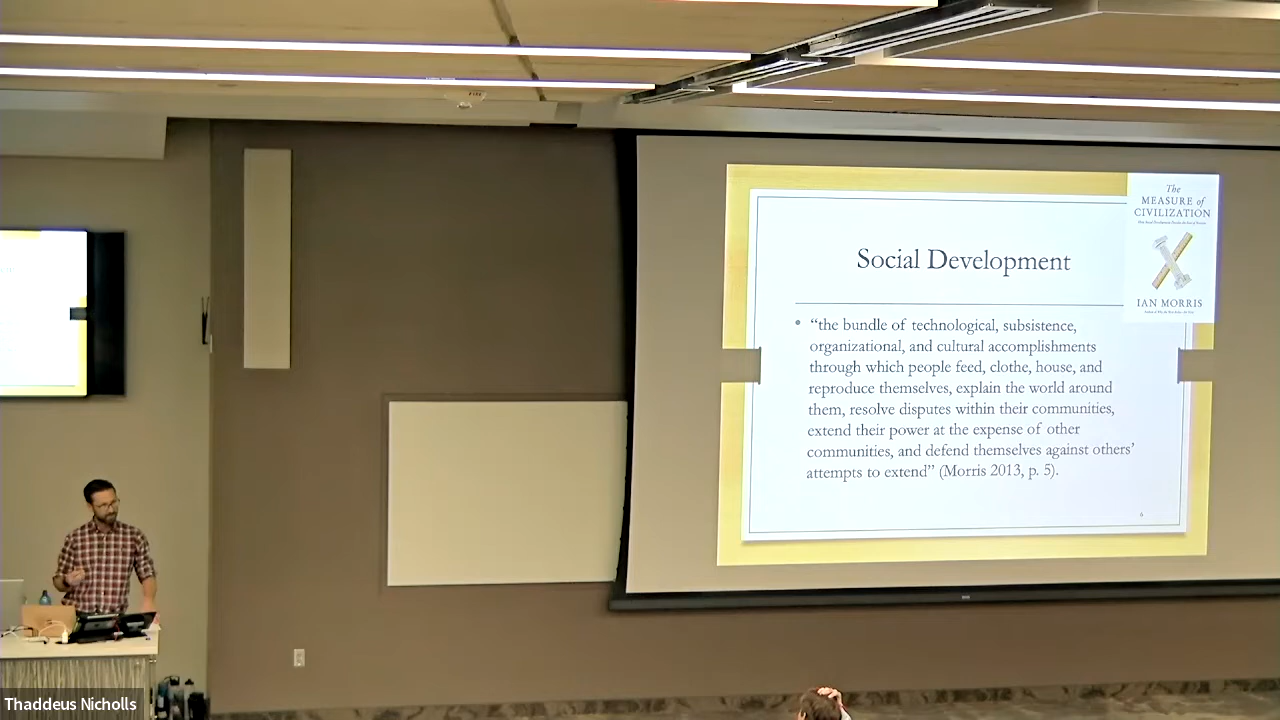 The
MEASURE of
CIVILIZATION
IAN MORRIS
Social Development
• “the bundle of technological, subsistence,
organizational, and cultural accomplishments
through which people feed, clothe, house, and
reproduce themselves, explain the world around
them, resolve disputes within their communities,
extend their power at the expense of other
communities, and defend themselves against others’
attempts to extend” (Morris 2013, p. 5).
6
Thaddeus Nicholls